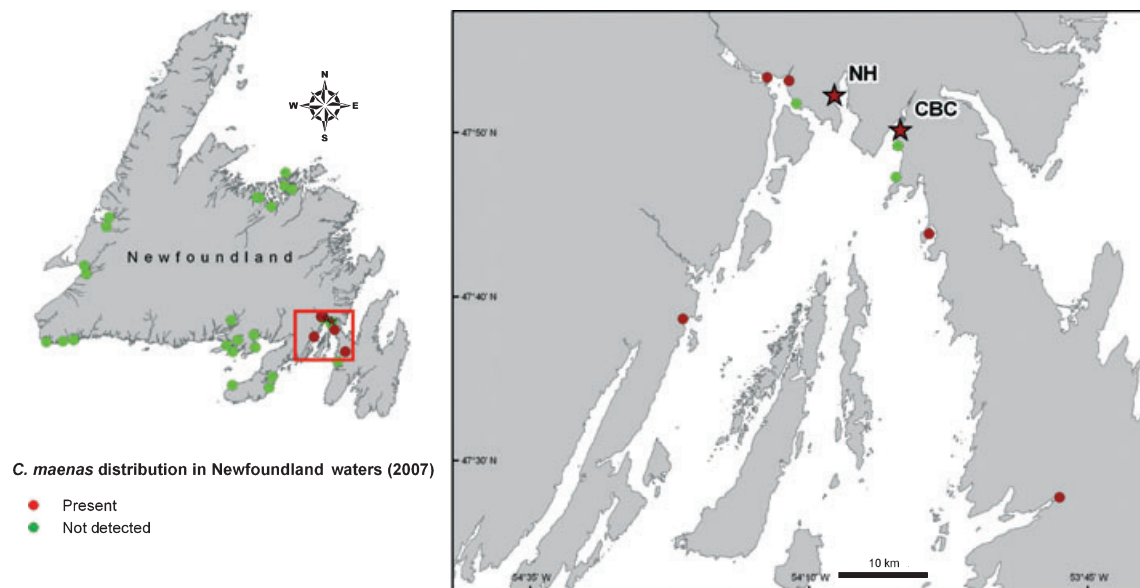 N
W E
S
Newfoundland
C. maenas distribution in Newfoundland waters (2007)
Present
Not detected
NH
CBC
47°50' N
47°40' N
47°30' N
10 km
54°35' W
54°10' W
53°45' W